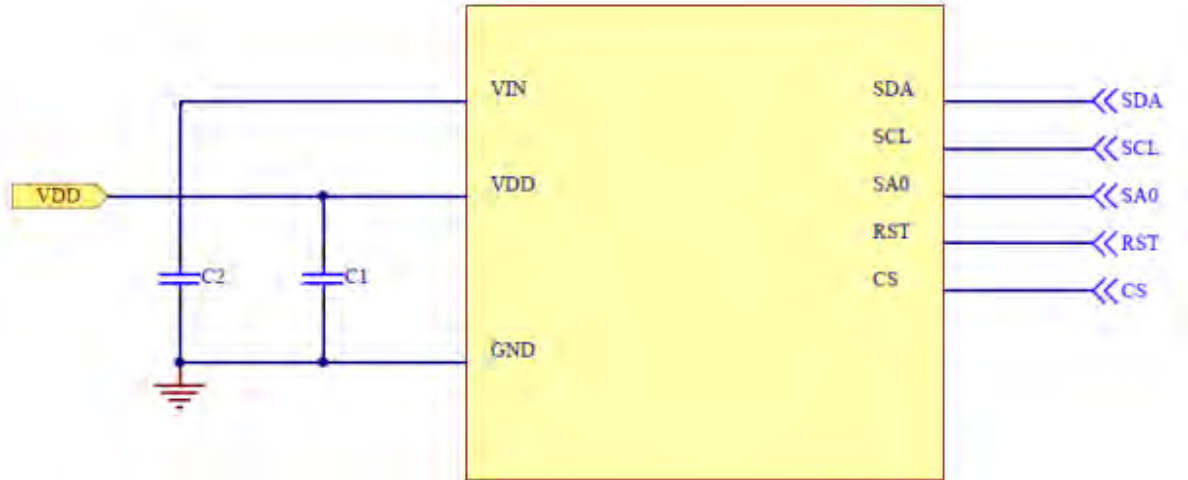 VIN SDA SDA
SCL SCL
VDD VDD SA0 SA0
RST RST
C2 C1 CS CS
GND